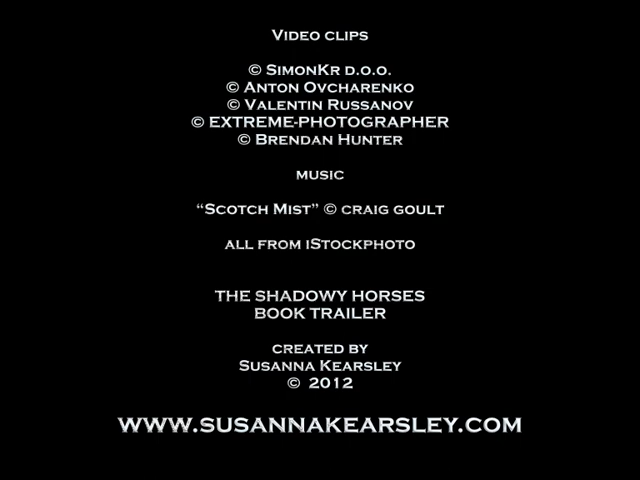 VIDEO CLIPS
© SIMONKR D.O.O.
© ANTON OVCHARENKO
© VALENTIN RUSSANOV
© EXTREME-PHOTOGRAPHER
© BRENDAN HUNTER
MUSIC
“SCOTCH MIST” © CRAIG GOULT
ALL FROM iSTOCKPHOTO
THE SHADOWY HORSES
BOOK TRAILER
CREATED BY
SUSANNA KEARSLEY
© 2012
WWW.SUSANNAKEARSLEY.COM